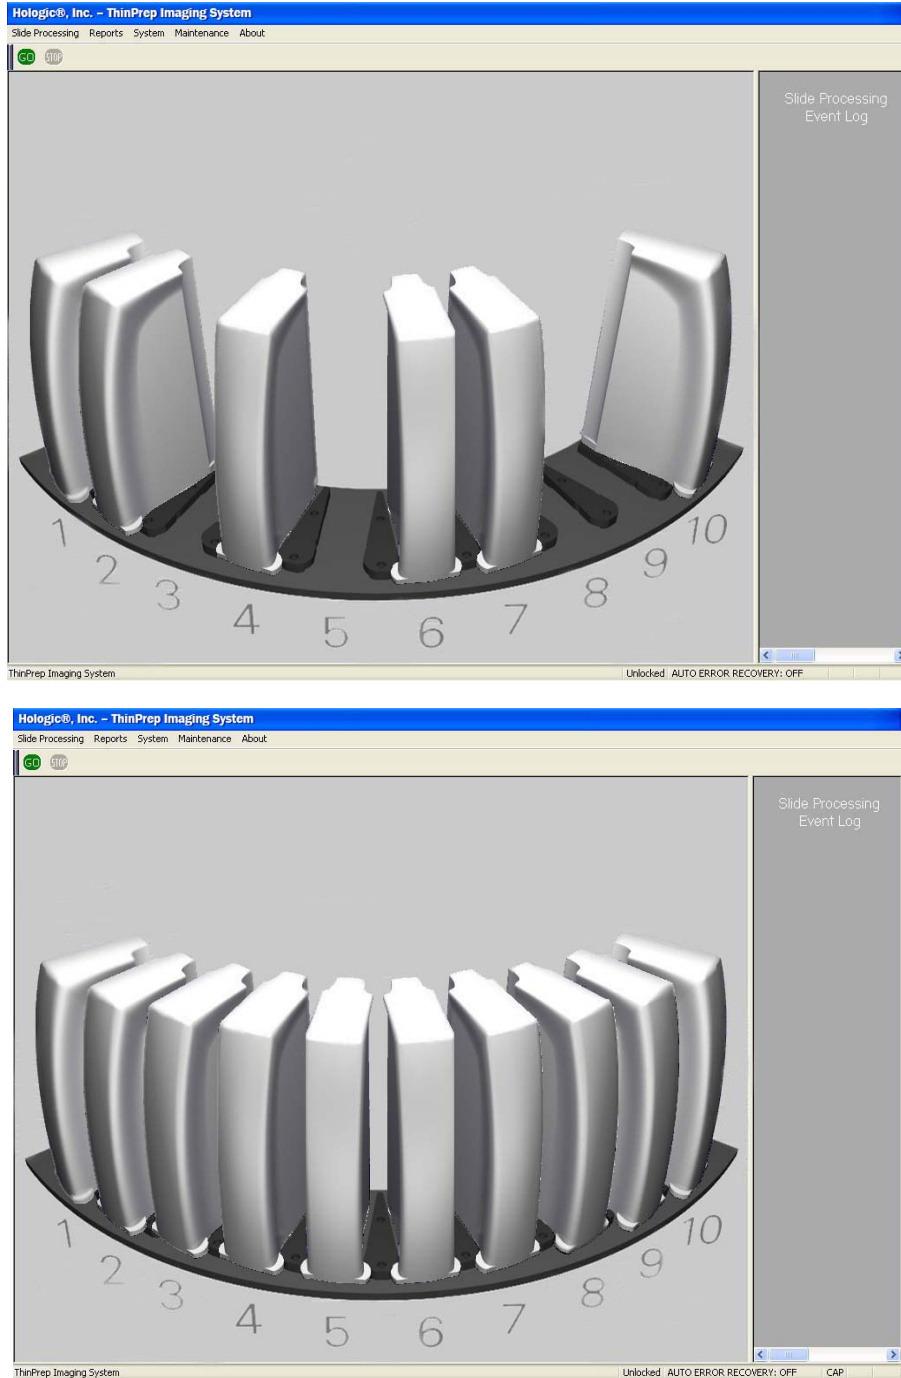 Hologic®, Inc. – ThinPrep Imaging System
Slide Processing Reports System Maintenance About
GO STOP
Slide Processing
Event Log
1
2
3
4
5
6
7
8
9
10
ThinPrep Imaging System Unlocked AUTO ERROR RECOVERY: OFF
Hologic®, Inc. – ThinPrep Imaging System
Slide Processing Reports System Maintenance About
GO STOP
Slide Processing
Event Log
1
2
3
4
5
6
7
8
9
10
ThinPrep Imaging System Unlocked AUTO ERROR RECOVERY: OFF CAP